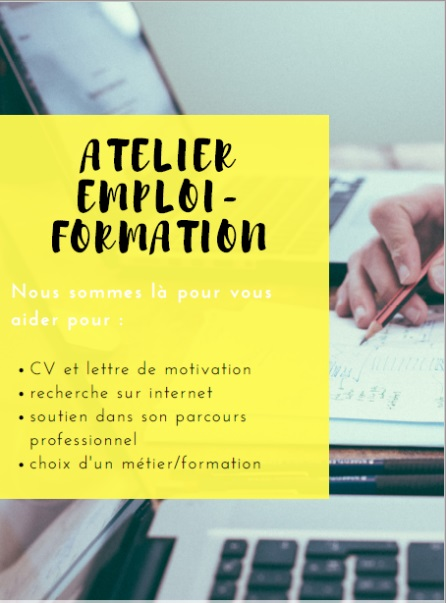 ATELIER
EMPLOI-
FORMATION
Nous sommes là pour vous
aider pour :
• CV et lettre de motivation
• recherche sur internet
• soutien dans son parcours
professionnel
• choix d'un métier/formation